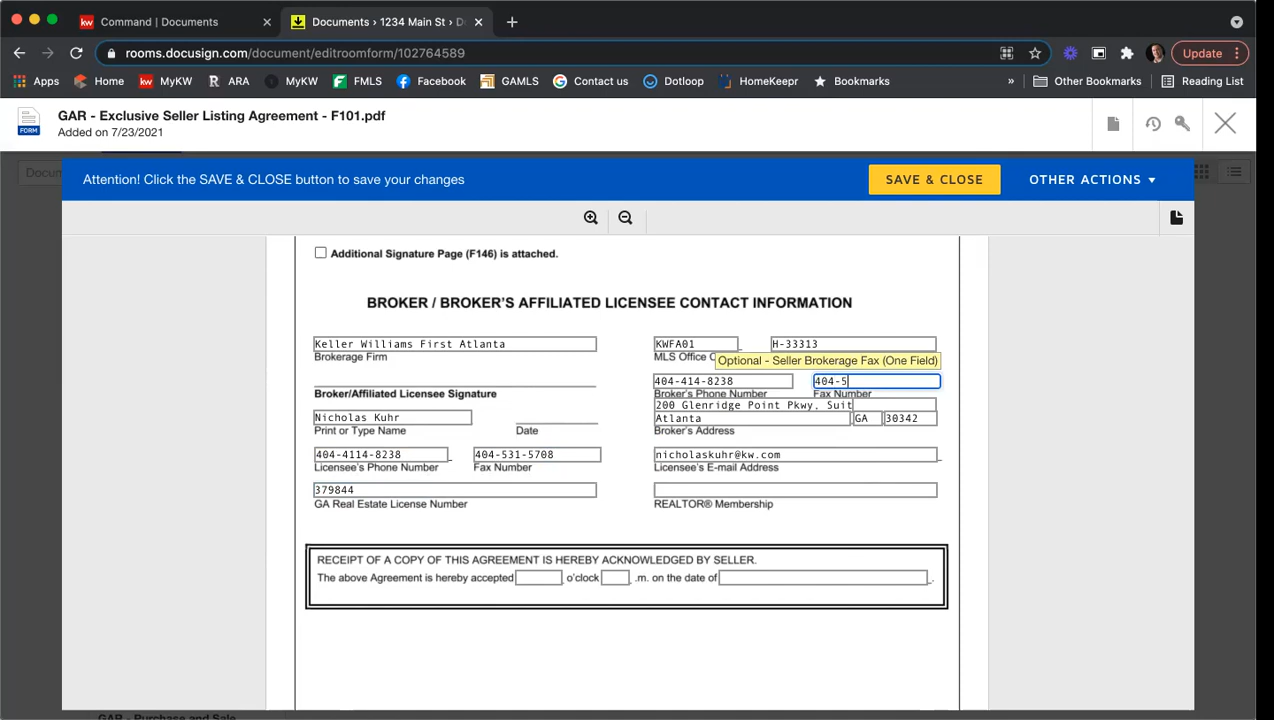 Command | Documents
Documents › 1234 Main St › D
rooms.docusign.com/document/editroomform/102764589
Update
Apps
Home
MyKW
ARA
MyKW
FMLS
Facebook
GAMLS
Contact us
Dotloop
HomeKeepr
Bookmarks
»
Other Bookmarks
Reading List
FORM
GAR - Exclusive Seller Listing Agreement - F101.pdf
Added on 7/23/2021
Docum
Attention! Click the SAVE & CLOSE button to save your changes
SAVE & CLOSE
OTHER ACTIONS
Additional Signature Page (F146) is attached.
BROKER / BROKER'S AFFILIATED LICENSEE CONTACT INFORMATION
Keller Williams First Atlanta
Brokerage Firm
KWFA01
H-33313
MLS Office C
Optional - Seller Brokerage Fax (One Field)
404-414-8238
404-5
Broker's Phone Number
Fax Number
Broker/Affiliated Licensee Signature
200 Glenridge Point Pkwy, Suit
Nicholas Kuhr
Atlanta
GA
30342
Print or Type Name
Date
Broker's Address
404-4114-8238
404-531-5708
nicholaskuhr@kw.com
Licensee's Phone Number
Fax Number
Licensee's E-mail Address
379844
GA Real Estate License Number
REALTOR® Membership
RECEIPT OF A COPY OF THIS AGREEMENT IS HEREBY ACKNOWLEDGED BY SELLER.
The above Agreement is hereby accepted , o'clock .m. on the date of .
GAR - Purchase and Sale